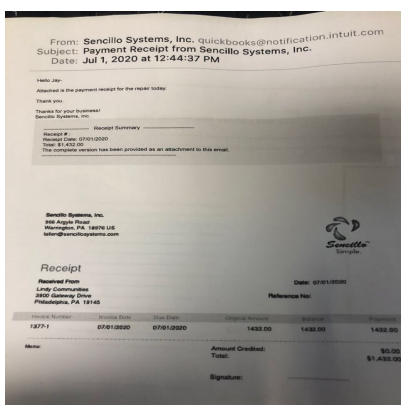 From: Sencillo Systems, Inc. quickbooks@notification.intuit.com
Subject: Payment Receipt from Sencillo Systems, Inc.
Date: Jul 1, 2020 at 12:44:37 PM
Hello Jay-
Attached is the payment receipt for the repair today.
Thank you.
Thanks for your business!
Sencillo Systems, Inc.
Receipt Summary
Receipt #:
Receipt Date: 07/01/2020
Total: $1,432.00
The complete version has been provided as an attachment to this email.
Sencillo Systems, Inc.
Argyle Road
Warrington, PA 18976 US
Sencillo
Simple.
Receipt
Received From
Lindy Communities
Gateway Drive
Philadelphia, PA 19145
Date: 07/01/2020
Reference No:
Invoice Number Invoice Date Due Date Original Amount Balance Payment
1377-1 07/01/2020 07/01/2020 1432.00 1432.00 1432.00
Memo:
Amount Credited: $0.00
Total: $1,432.00
Signature: